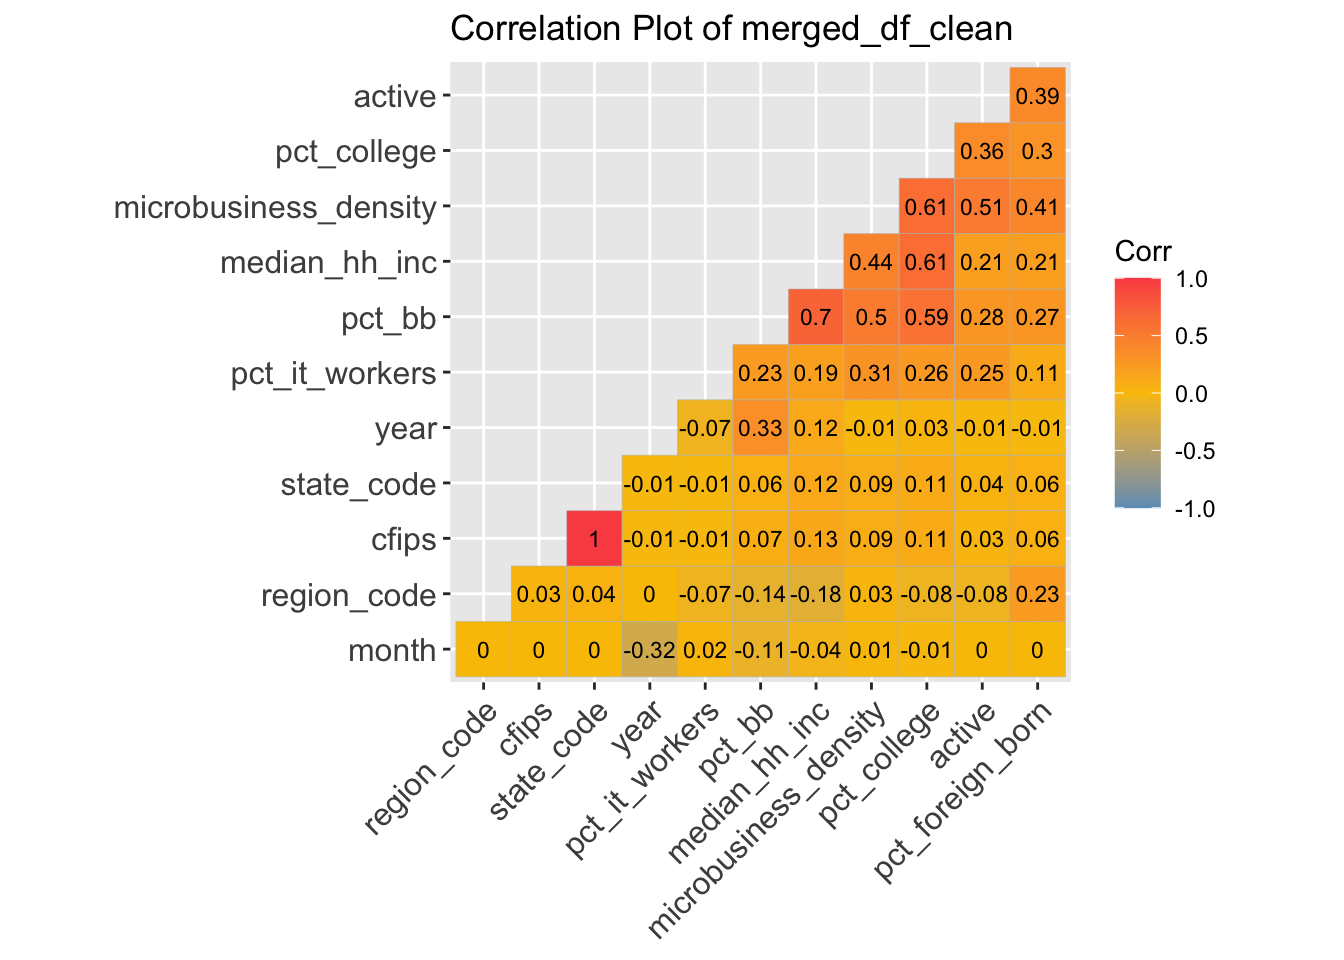 Correlation Plot of merged_df_clean
active 0.39
pct_college 0.36 0.3
microbusiness_density 0.61 0.51 0.41
median_hh_inc 0.44 0.61 0.21 0.21
pct_bb 0.7 0.5 0.59 0.28 0.27
pct_it_workers 0.23 0.19 0.31 0.26 0.25 0.11
year -0.07 0.33 0.12 -0.01 0.03 -0.01 -0.01
state_code -0.01 -0.01 0.06 0.12 0.09 0.11 0.04 0.06
cfips 1 -0.01 -0.01 0.07 0.13 0.09 0.11 0.03 0.06
region_code 0.03 0.04 0 -0.07 -0.14 -0.18 0.03 -0.08 -0.08 0.23
month 0 0 0 -0.32 0.02 -0.11 -0.04 0.01 -0.01 0 0
region_code
cfips
state_code
year
pct_it_workers
pct_bb
median_hh_inc
microbusiness_density
pct_college
active
pct_foreign_born
Corr
1.0
0.5
0.0
-0.5
-1.0